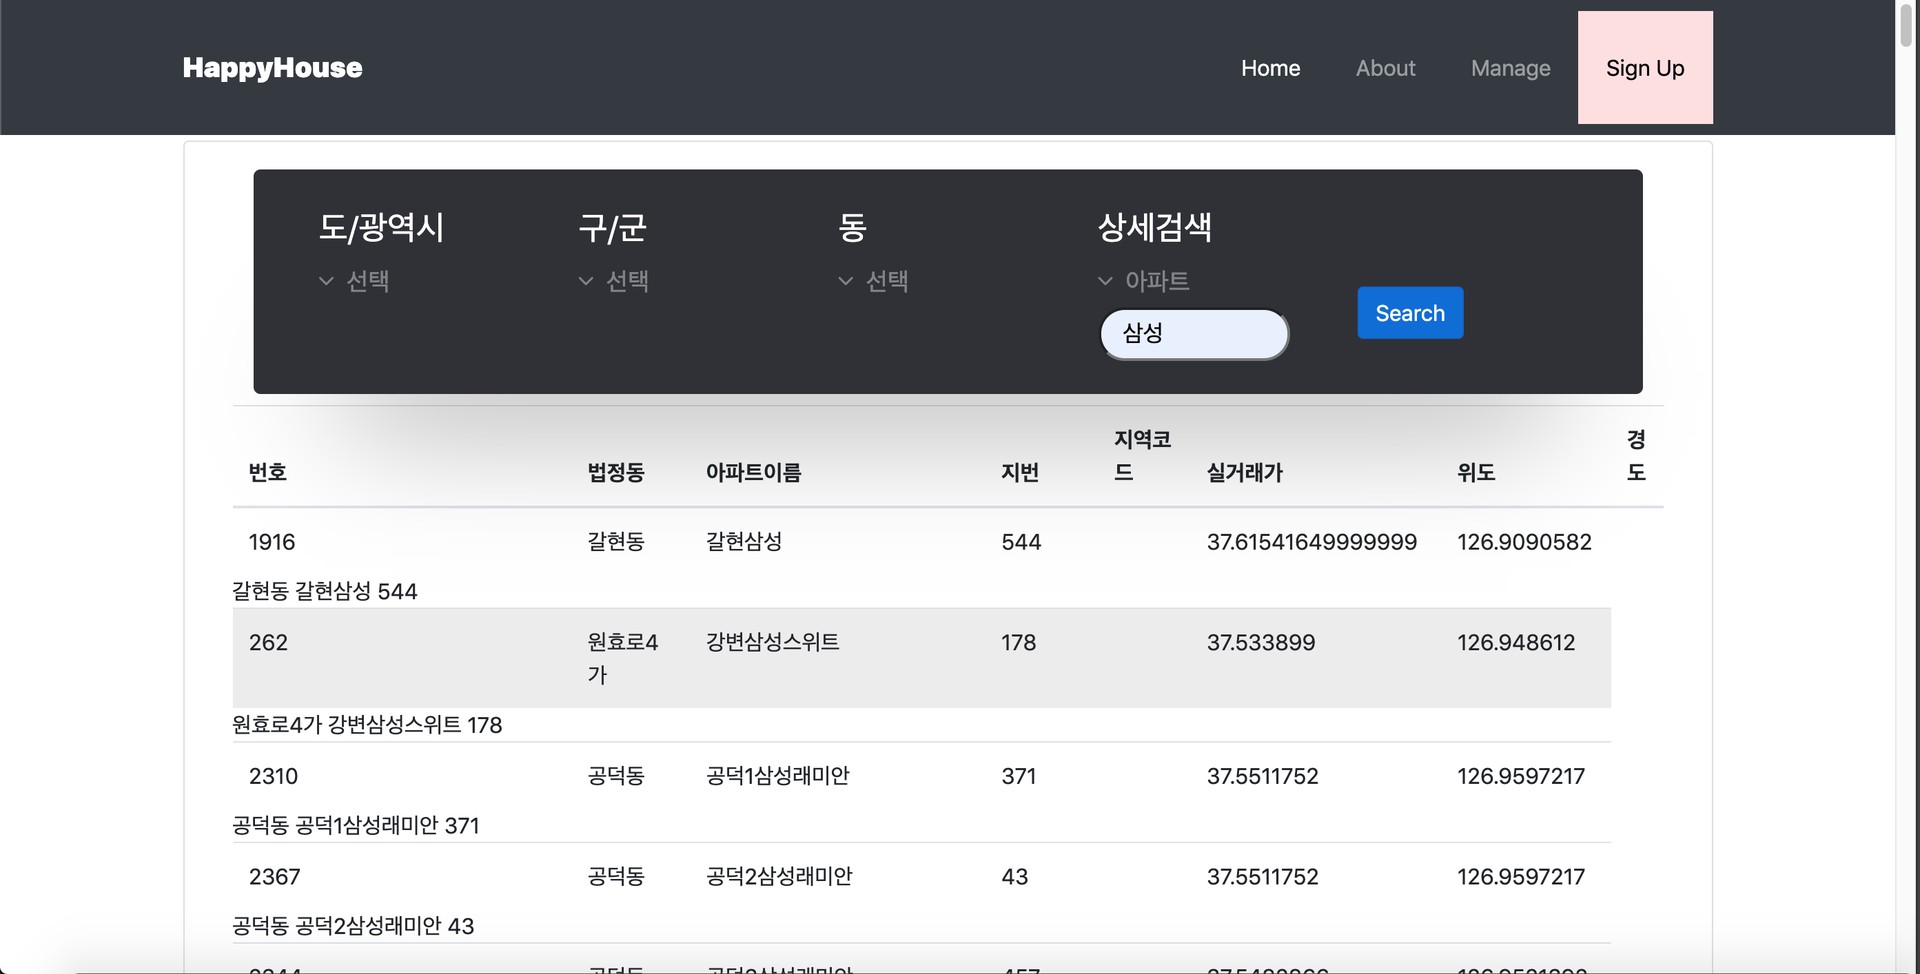 HappyHouse
Home About Manage Sign Up
도/광역시 구/군 동 상세검색
선택 선택 선택 아파트
삼성 Search
번호 법정동 아파트이름 지번 지역코드 실거래가 위도 경도
1916 갈현동 갈현삼성 544 37.61541649999999 126.9090582
갈현동 갈현삼성 544
262 원효로4가 강변삼성스위트 178 37.533899 126.948612
원효로4가 강변삼성스위트 178
2310 공덕동 공덕1삼성래미안 371 37.5511752 126.9597217
공덕동 공덕1삼성래미안 371
2367 공덕동 공덕2삼성래미안 43 37.5511752 126.9597217
공덕동 공덕2삼성래미안 43